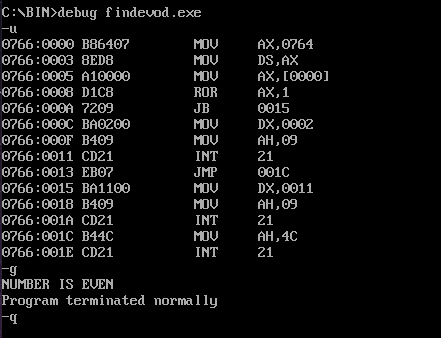 C:\BIN>debug findevod.exe
-u
0766:0000 B86407 MOV AX,0764
0766:0003 8ED8 MOV DS,AX
0766:0005 A10000 MOV AX,[0000]
0766:0008 D1C8 ROR AX,1
0766:000A 7209 JB 0015
0766:000C BA0200 MOV DX,0002
0766:000F B409 MOV AH,09
0766:0011 CD21 INT 21
0766:0013 EB07 JMP 001C
0766:0015 BA1100 MOV DX,0011
0766:0018 B409 MOV AH,09
0766:001A CD21 INT 21
0766:001C B44C MOV AH,4C
0766:001E CD21 INT 21
-g
NUMBER IS EVEN
Program terminated normally
-q